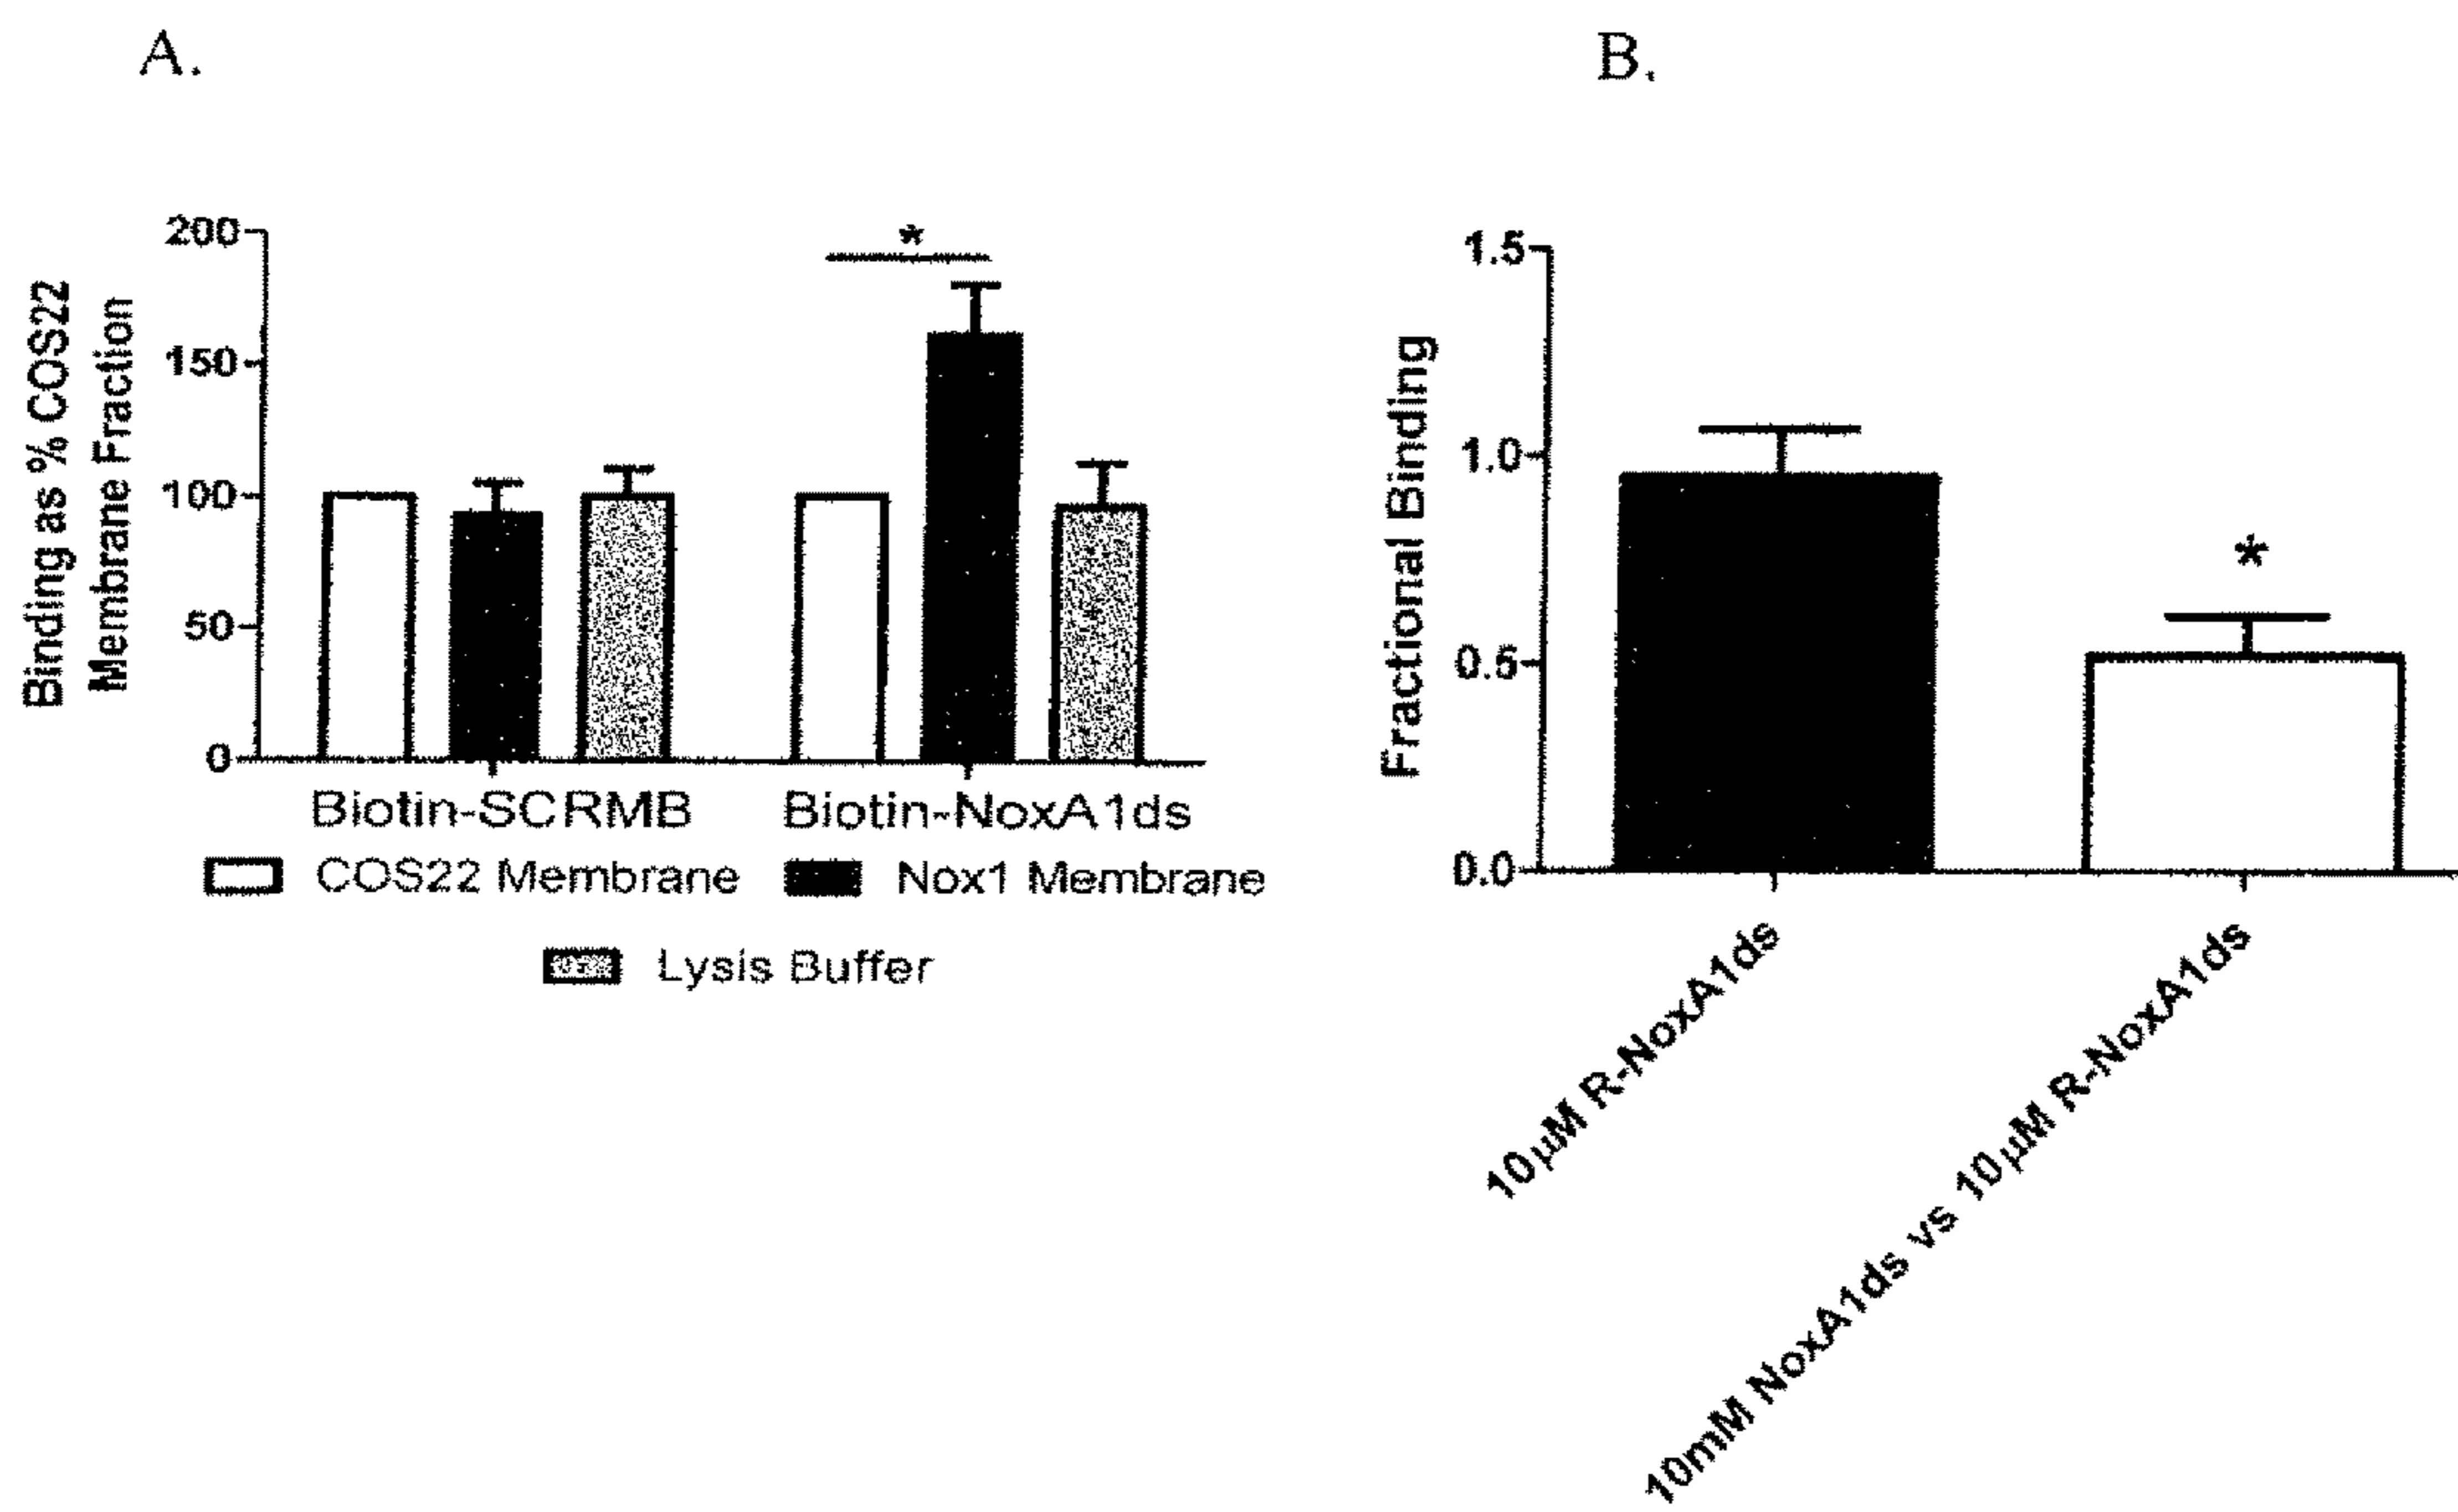 A.
B.
Binding as % COS22
Membrane Fraction
200
150
100
50
0
*
Biotin-SCRMB
Biotin-NoxA1ds
COS22 Membrane
Nox1 Membrane
Lysis Buffer
Fractional Binding
1.5
1.0
0.5
0.0
*
10µM R-NoxA1ds
10mM NoxA1ds vs 10µM R-NoxA1ds